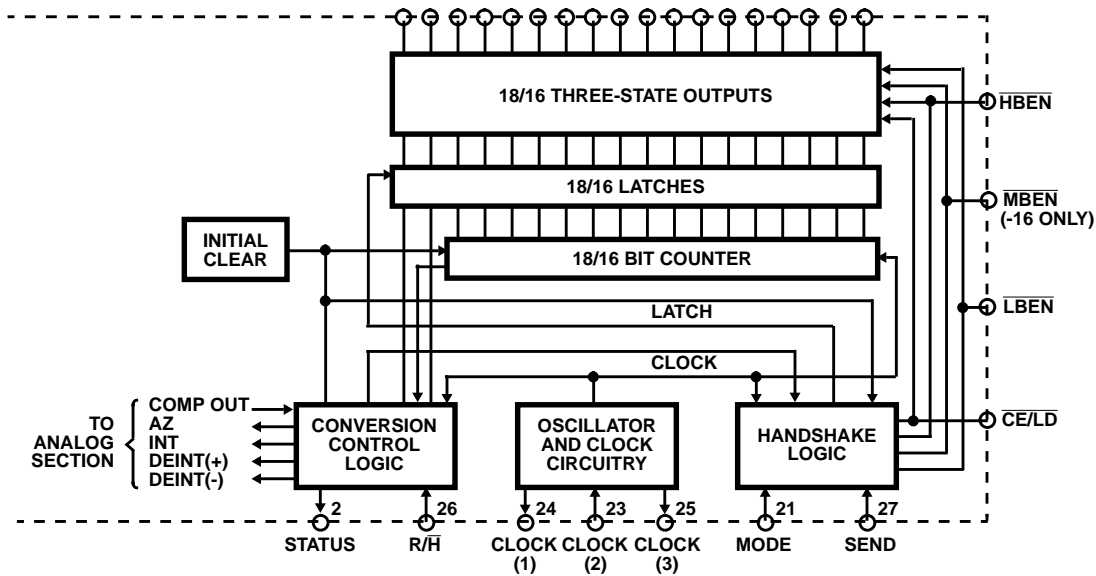 18/16 THREE-STATE OUTPUTS
HBEN
18/16 LATCHES
MBEN
(-16 ONLY)
INITIAL
CLEAR
18/16 BIT COUNTER
LATCH
LBEN
CLOCK
TO
ANALOG
SECTION
COMP OUT
AZ
INT
DEINT(+)
DEINT(-)
CONVERSION
CONTROL
LOGIC
OSCILLATOR
AND CLOCK
CIRCUITRY
HANDSHAKE
LOGIC
CE/LD
2
26
24
23
25
21
27
STATUS
R/H
CLOCK
(1)
CLOCK
(2)
CLOCK
(3)
MODE
SEND